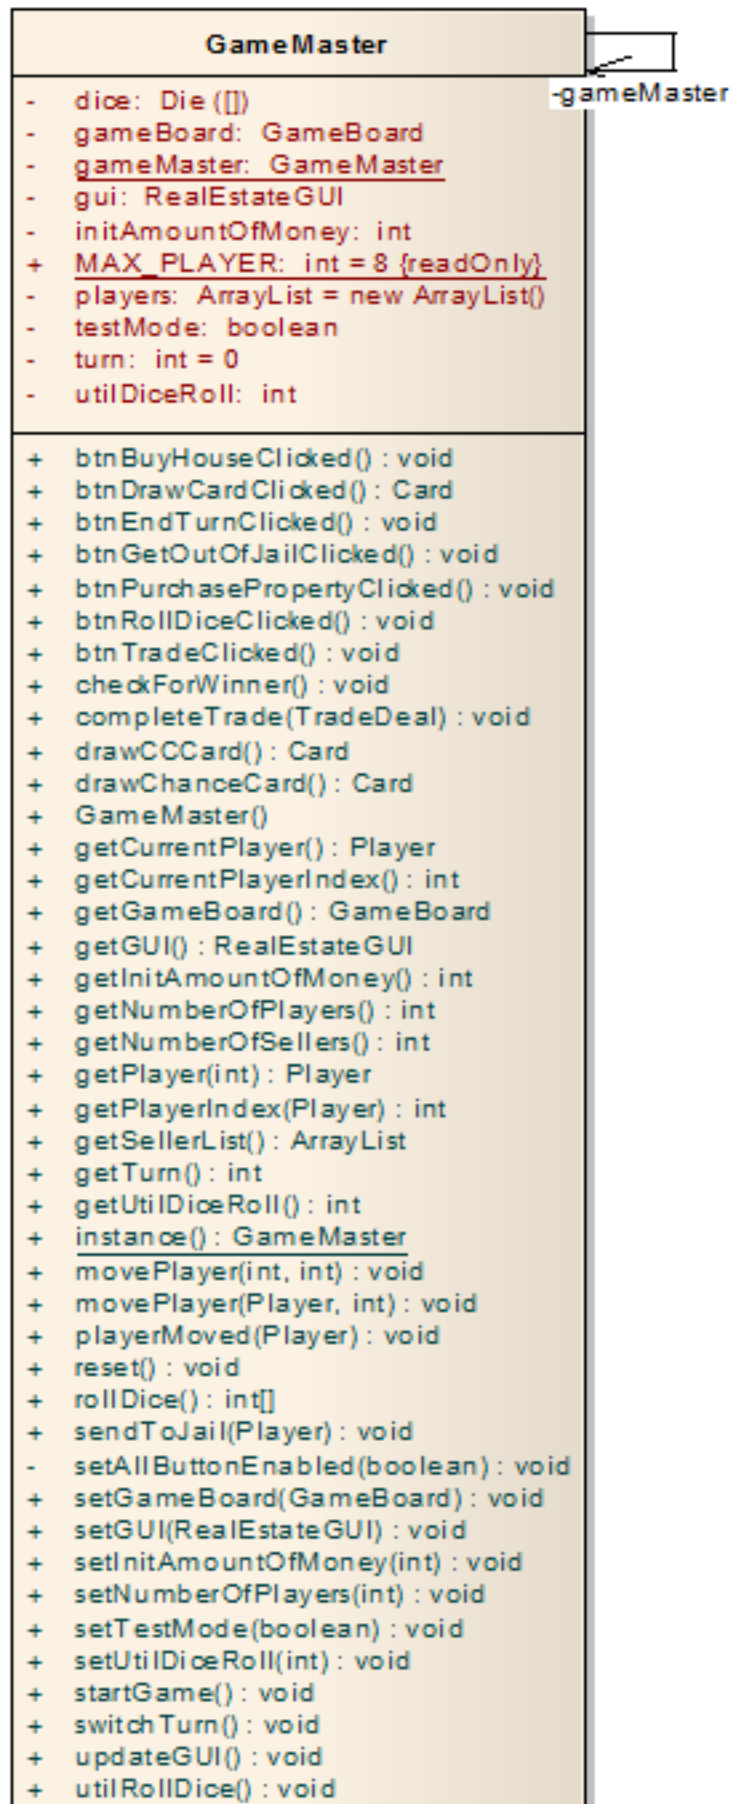 GameMaster
-gameMaster
- dice: Die ([])
- gameBoard: GameBoard
- gameMaster: GameMaster
- gui: RealEstateGUI
- initAmountOfMoney: int
+ MAX_PLAYER: int = 8 {readOnly}
- players: ArrayList = new ArrayList()
- testMode: boolean
- turn: int = 0
- utilDiceRoll: int
+ btnBuyHouseClicked() : void
+ btnDrawCardClicked() : Card
+ btnEndTurnClicked() : void
+ btnGetOutOfJailClicked() : void
+ btnPurchasePropertyClicked() : void
+ btnRollDiceClicked() : void
+ btnTradeClicked() : void
+ checkForWinner() : void
+ completeTrade(TradeDeal) : void
+ drawCCCard() : Card
+ drawChanceCard() : Card
+ GameMaster()
+ getCurrentPlayer() : Player
+ getCurrentPlayerIndex() : int
+ getGameBoard() : GameBoard
+ getGUI() : RealEstateGUI
+ getInitAmountOfMoney() : int
+ getNumberOfPlayers() : int
+ getNumberOfSellers() : int
+ getPlayer(int) : Player
+ getPlayerIndex(Player) : int
+ getSellerList() : ArrayList
+ getTurn() : int
+ getUtilDiceRoll() : int
+ instance() : GameMaster
+ movePlayer(int, int) : void
+ movePlayer(Player, int) : void
+ playerMoved(Player) : void
+ reset() : void
+ rollDice() : int[]
+ sendToJail(Player) : void
- setAllButtonEnabled(boolean) : void
+ setGameBoard(GameBoard) : void
+ setGUI(RealEstateGUI) : void
+ setInitAmountOfMoney(int) : void
+ setNumberOfPlayers(int) : void
+ setTestMode(boolean) : void
+ setUtilDiceRoll(int) : void
+ startGame() : void
+ switchTurn() : void
+ updateGUI() : void
+ utilRollDice() : void